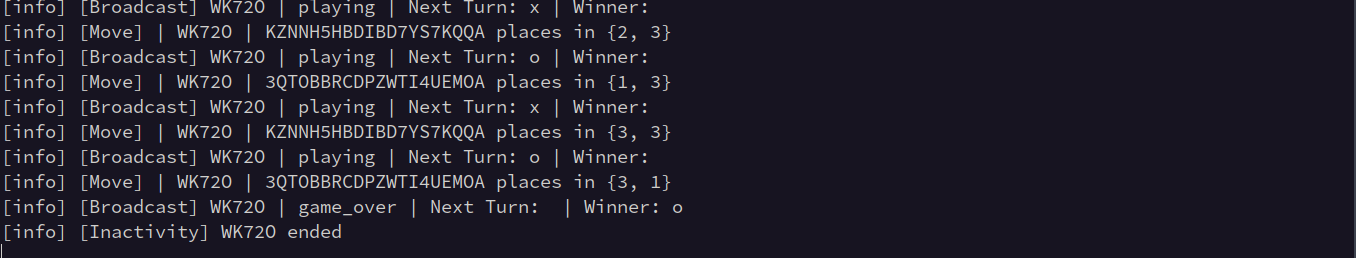 [info] [Broadcast] WK72O | playing | Next Turn: x | Winner:
[info] [Move] | WK72O | KZNNH5HBDIBD7YS7KQQA places in {2, 3}
[info] [Broadcast] WK72O | playing | Next Turn: o | Winner:
[info] [Move] | WK72O | 3QTOBBRCDPZWTI4UEMOA places in {1, 3}
[info] [Broadcast] WK72O | playing | Next Turn: x | Winner:
[info] [Move] | WK72O | KZNNH5HBDIBD7YS7KQQA places in {3, 3}
[info] [Broadcast] WK72O | playing | Next Turn: o | Winner:
[info] [Move] | WK72O | 3QTOBBRCDPZWTI4UEMOA places in {3, 1}
[info] [Broadcast] WK72O | game_over | Next Turn:  | Winner: o
[info] [Inactivity] WK72O ended